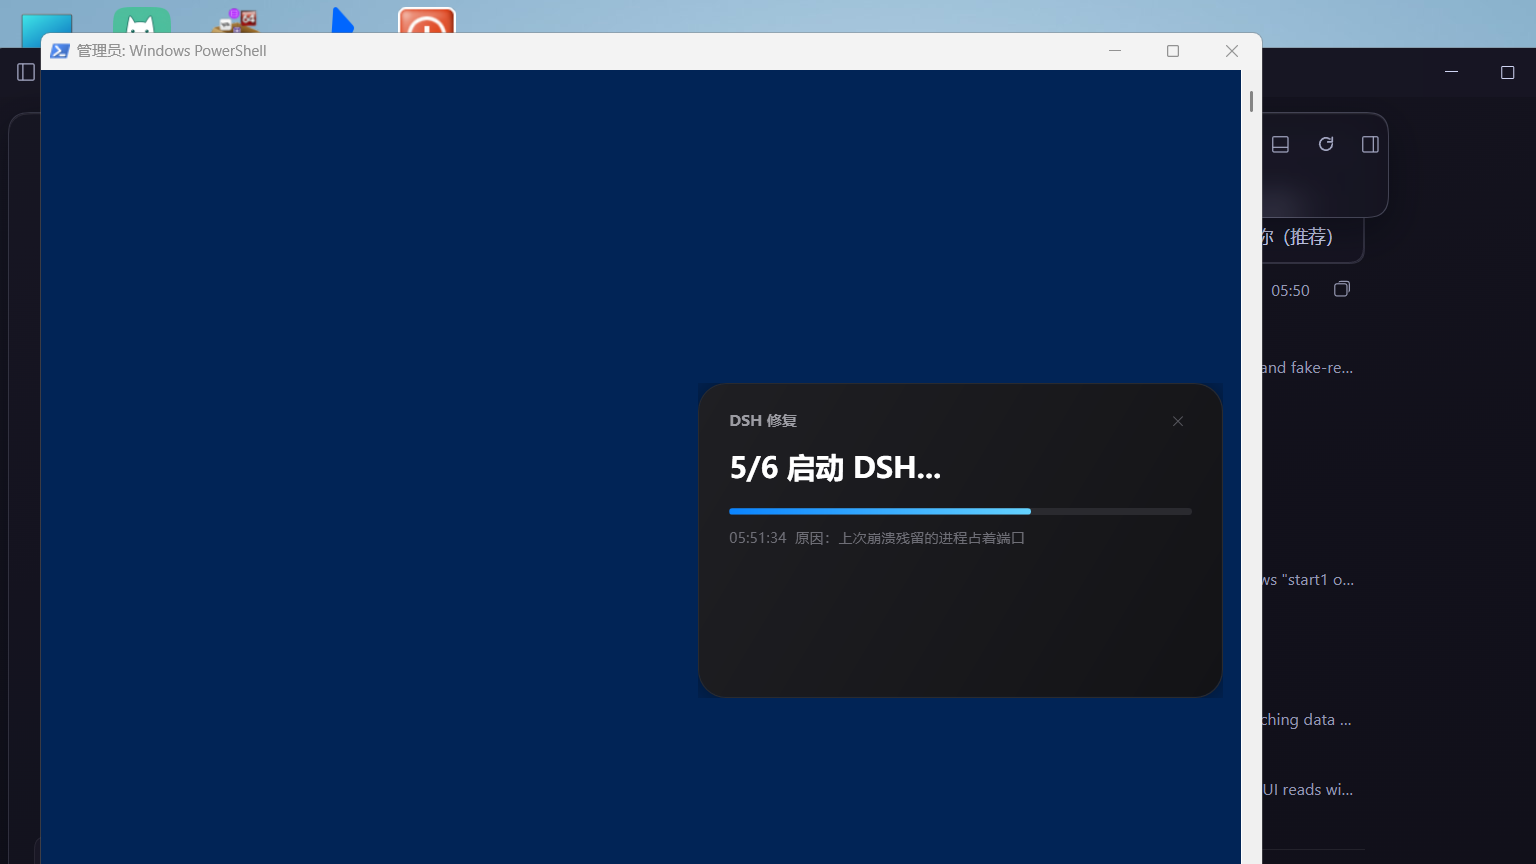 管理员: Windows PowerShell
你（推荐）
05:50
and fake-re...
DSH 修复
5/6 启动 DSH...
05:51:34 原因：上次崩溃残留的进程占着端口
ws "start1 o...
ching data ...
UI reads wi...